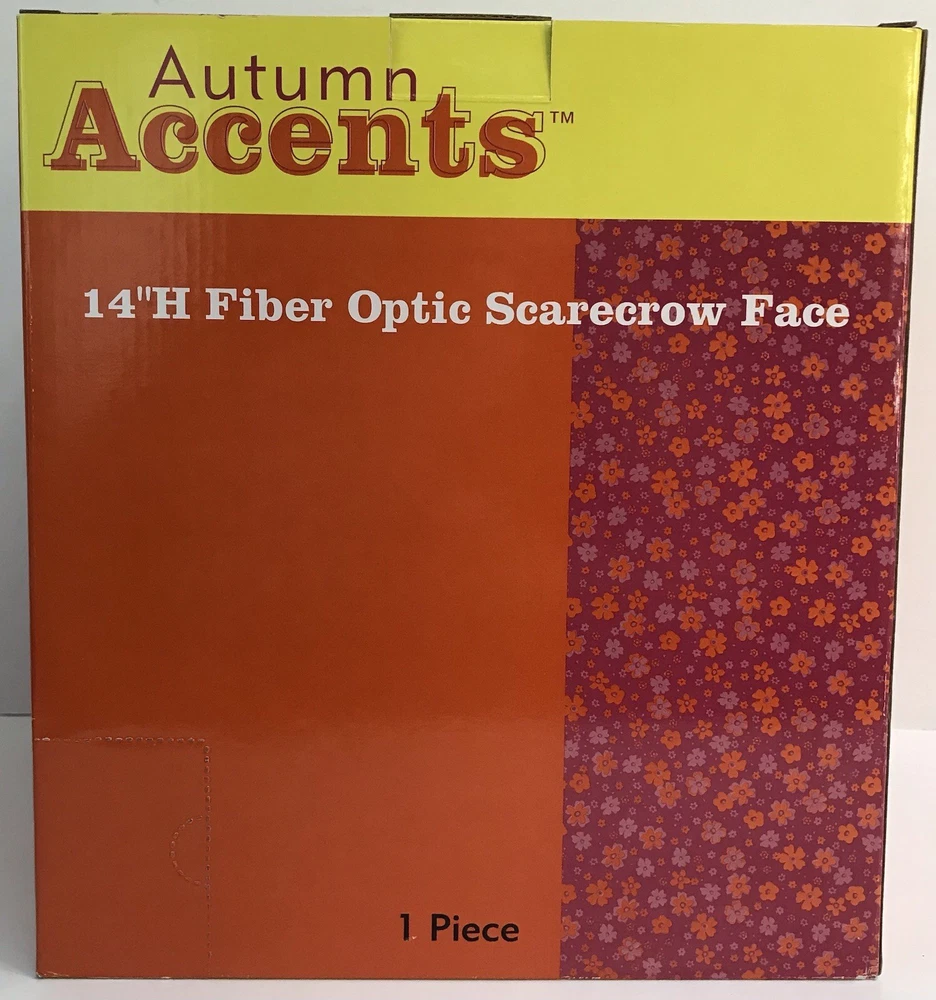 Autumn
Accents™
14"H Fiber Optic Scarecrow Face
1 Piece